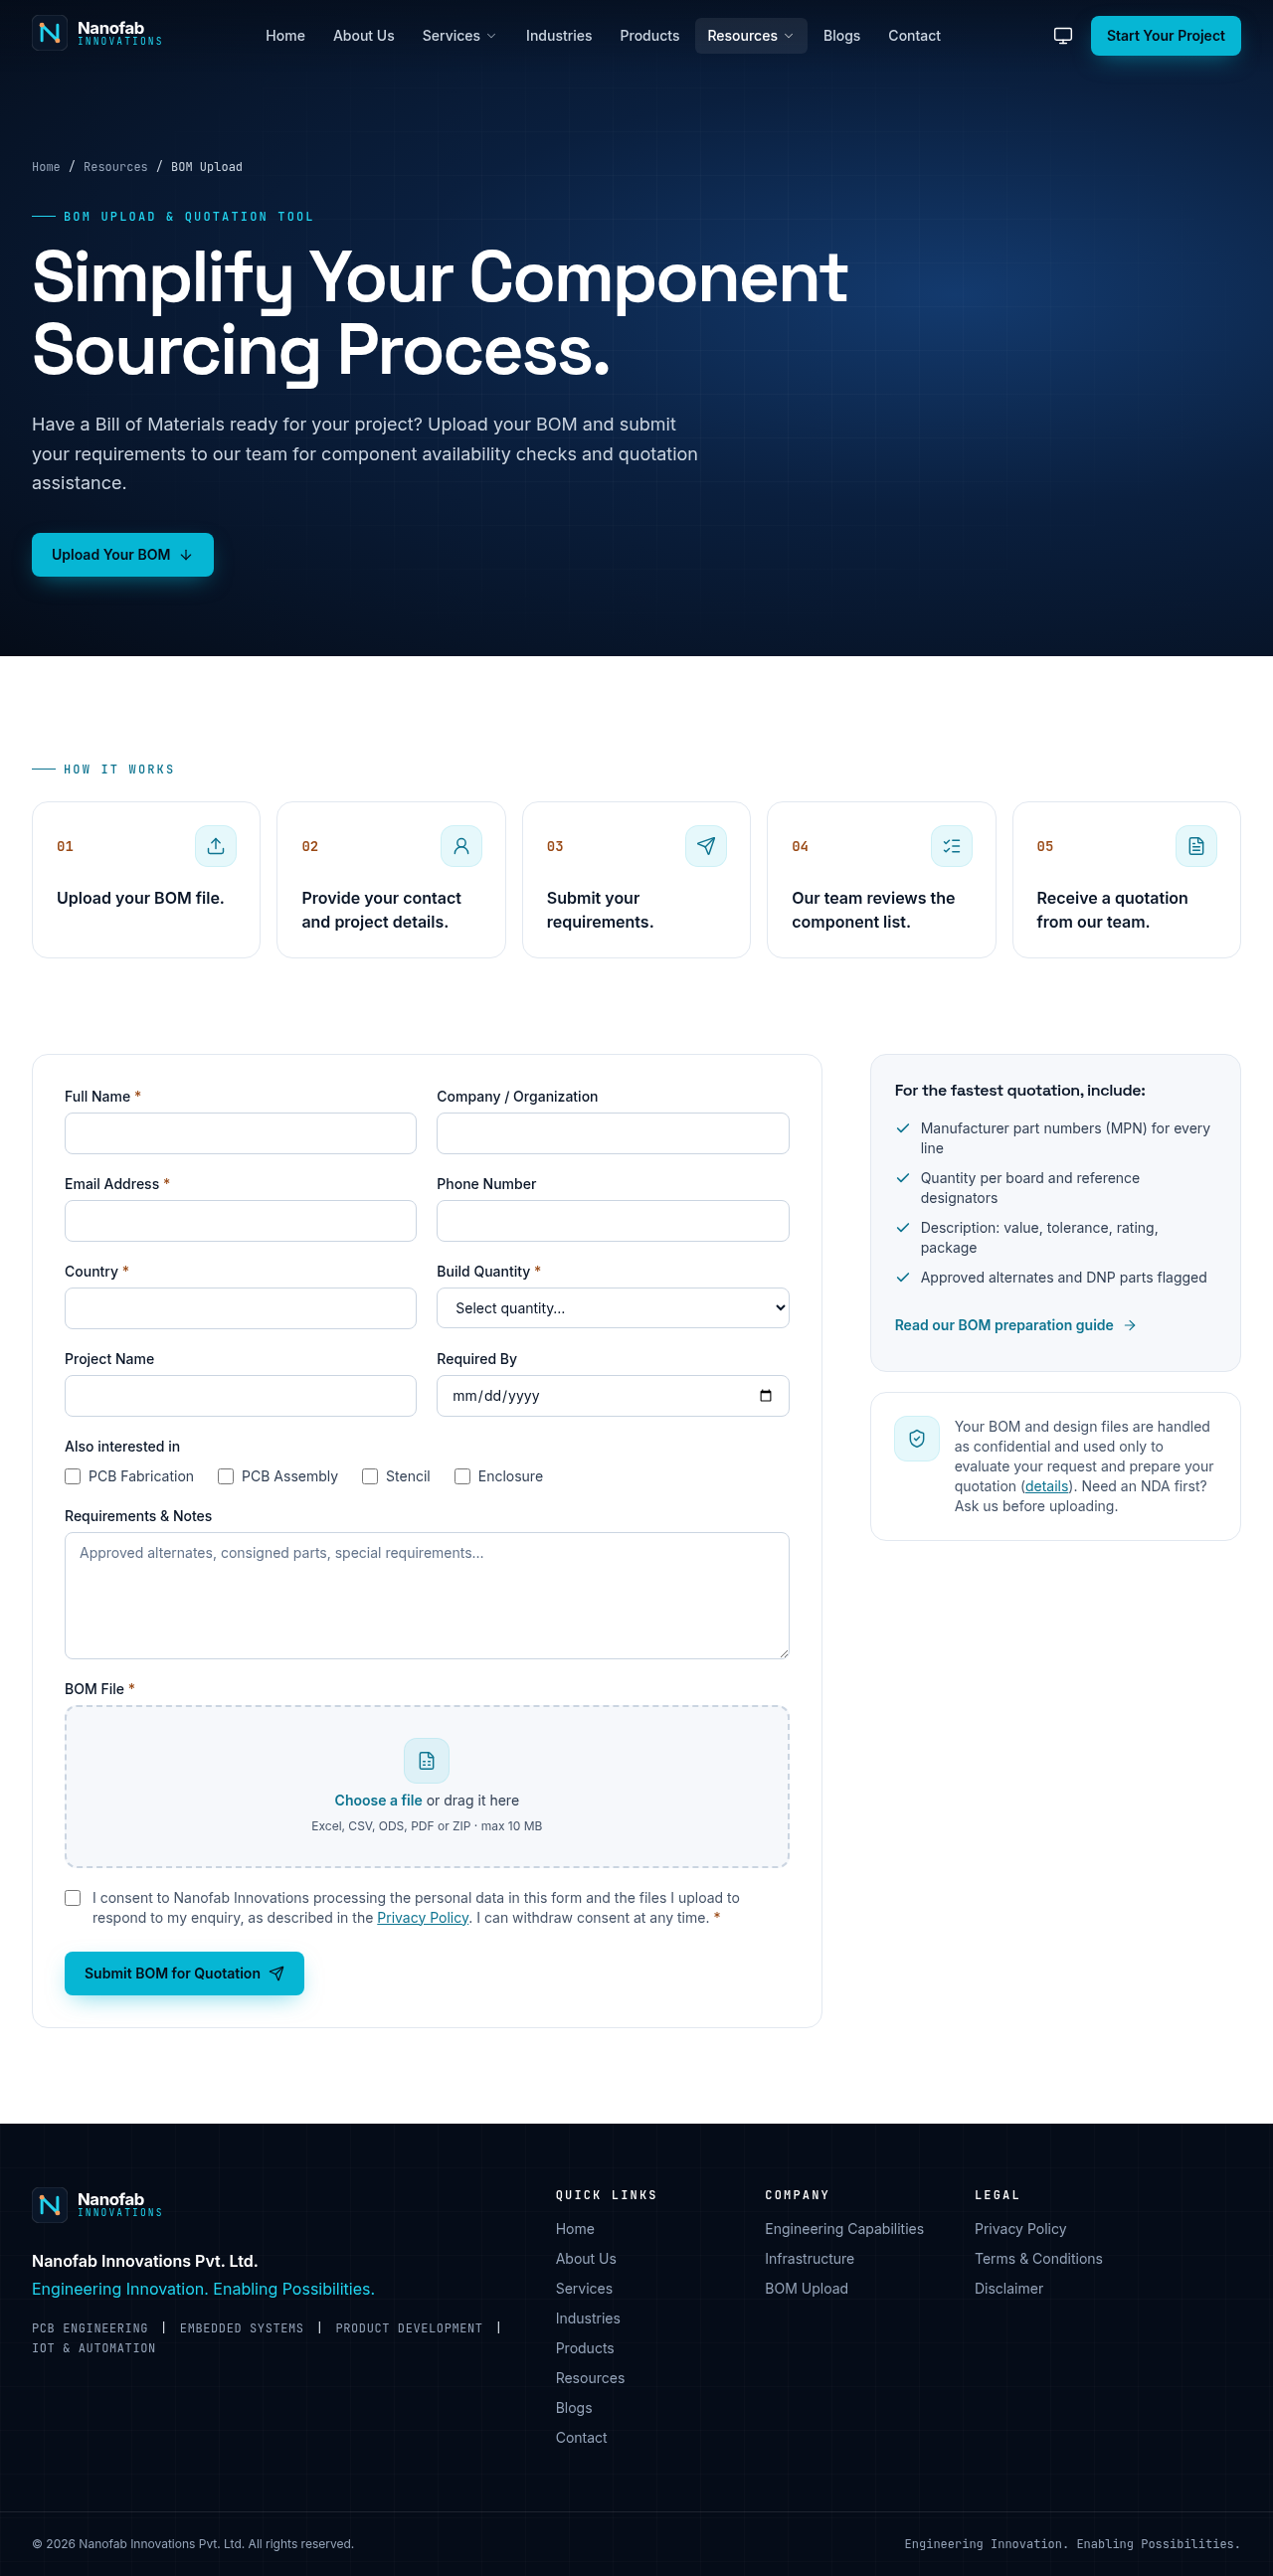 Nanofab
INNOVATIONS
Home
About Us
Services
Industries
Products
Resources
Blogs
Contact
Start Your Project
Home / Resources / BOM Upload
BOM UPLOAD & QUOTATION TOOL
Simplify Your Component
Sourcing Process.
Have a Bill of Materials ready for your project? Upload your BOM and submit
your requirements to our team for component availability checks and quotation
assistance.
Upload Your BOM
HOW IT WORKS
01
Upload your BOM file.
02
Provide your contact
and project details.
03
Submit your
requirements.
04
Our team reviews the
component list.
05
Receive a quotation
from our team.
Full Name *
Company / Organization
Email Address *
Phone Number
Country *
Build Quantity *
Select quantity...
Project Name
Required By
mm/dd/yyyy
Also interested in
PCB Fabrication
PCB Assembly
Stencil
Enclosure
Requirements & Notes
Approved alternates, consigned parts, special requirements...
BOM File *
Choose a file or drag it here
Excel, CSV, ODS, PDF or ZIP · max 10 MB
I consent to Nanofab Innovations processing the personal data in this form and the files I upload to
respond to my enquiry, as described in the Privacy Policy. I can withdraw consent at any time. *
Submit BOM for Quotation
For the fastest quotation, include:
Manufacturer part numbers (MPN) for every
line
Quantity per board and reference
designators
Description: value, tolerance, rating,
package
Approved alternates and DNP parts flagged
Read our BOM preparation guide
Your BOM and design files are handled
as confidential and used only to
evaluate your request and prepare your
quotation (details). Need an NDA first?
Ask us before uploading.
Nanofab
INNOVATIONS
Nanofab Innovations Pvt. Ltd.
Engineering Innovation. Enabling Possibilities.
PCB ENGINEERING | EMBEDDED SYSTEMS | PRODUCT DEVELOPMENT |
IOT & AUTOMATION
QUICK LINKS
Home
About Us
Services
Industries
Products
Resources
Blogs
Contact
COMPANY
Engineering Capabilities
Infrastructure
BOM Upload
LEGAL
Privacy Policy
Terms & Conditions
Disclaimer
© 2026 Nanofab Innovations Pvt. Ltd. All rights reserved.
Engineering Innovation. Enabling Possibilities.